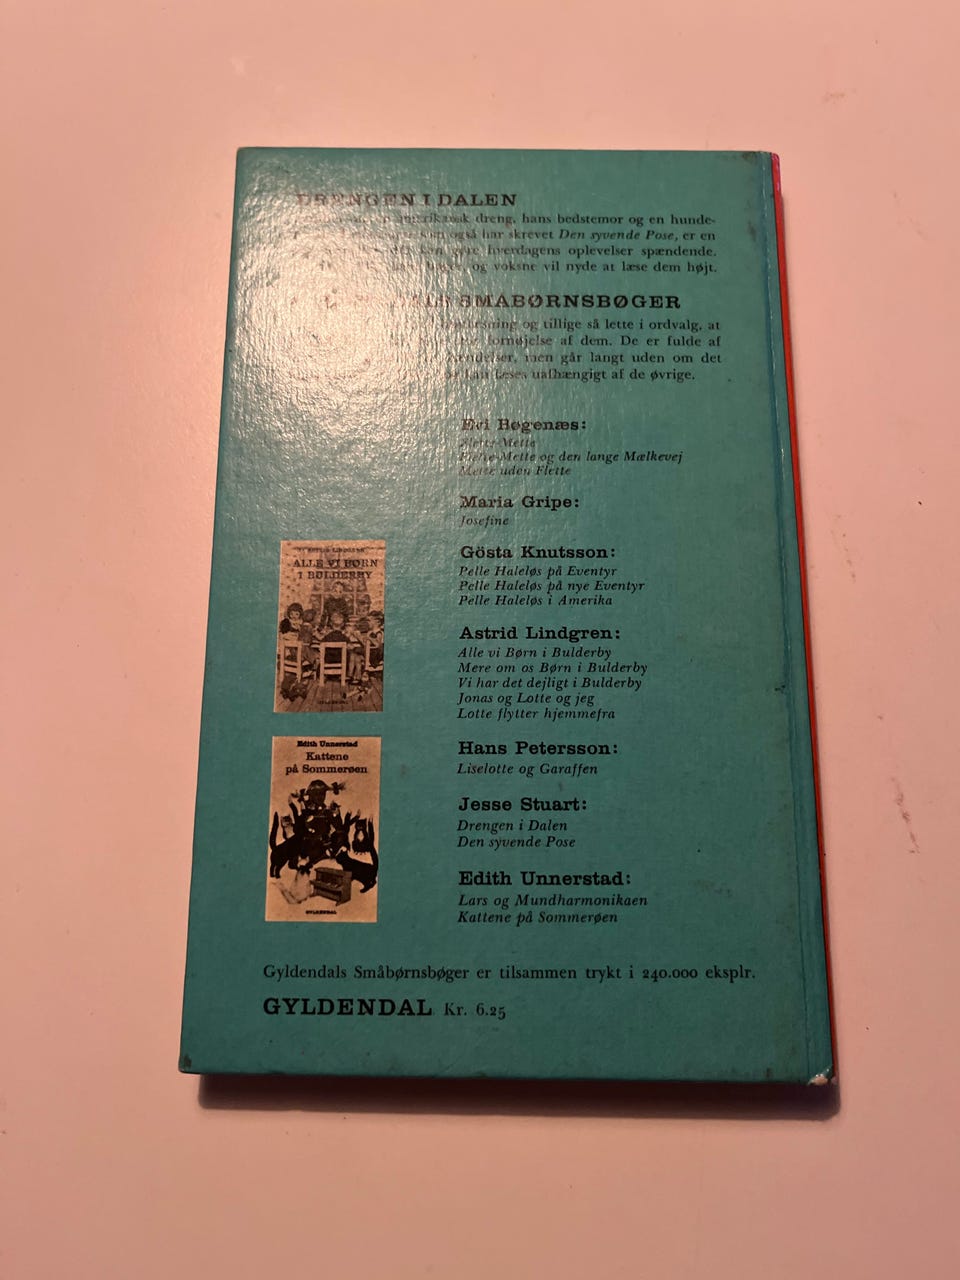 DRENGEN I DALEN
amerikansk dreng, hans bedstemor og en hunde-
som også har skrevet Den syvende Pose, er en
kan gøre hverdagens oplevelser spændende.
og voksne vil nyde at læse dem højt.
SMÅBØRNSBØGER
og tillige så lette i ordvalg, at
fornøjelse af dem. De er fulde af
men går langt uden om det
kan læses uafhængigt af de øvrige.
Evi Bøgenæs:
Flette-Mette
Flette-Mette og den lange Mælkevej
Mette uden Flette
Maria Gripe:
Josefine
Gösta Knutsson:
Pelle Haleløs på Eventyr
Pelle Haleløs på nye Eventyr
Pelle Haleløs i Amerika
Astrid Lindgren:
Alle vi Børn i Bulderby
Mere om os Børn i Bulderby
Vi har det dejligt i Bulderby
Jonas og Lotte og jeg
Lotte flytter hjemmefra
Hans Petersson:
Liselotte og Garaffen
Jesse Stuart:
Drengen i Dalen
Den syvende Pose
Edith Unnerstad:
Lars og Mundharmonikaen
Kattene på Sommerøen
ASTRID LINDGREN
ALLE VI BØRN
I BULDERBY
GYLDENDAL
Edith Unnerstad
Kattene
på Sommerøen
GYLDENDAL
Gyldendals Småbørnsbøger er tilsammen trykt i 240.000 eksplr.
GYLDENDAL Kr. 6.25